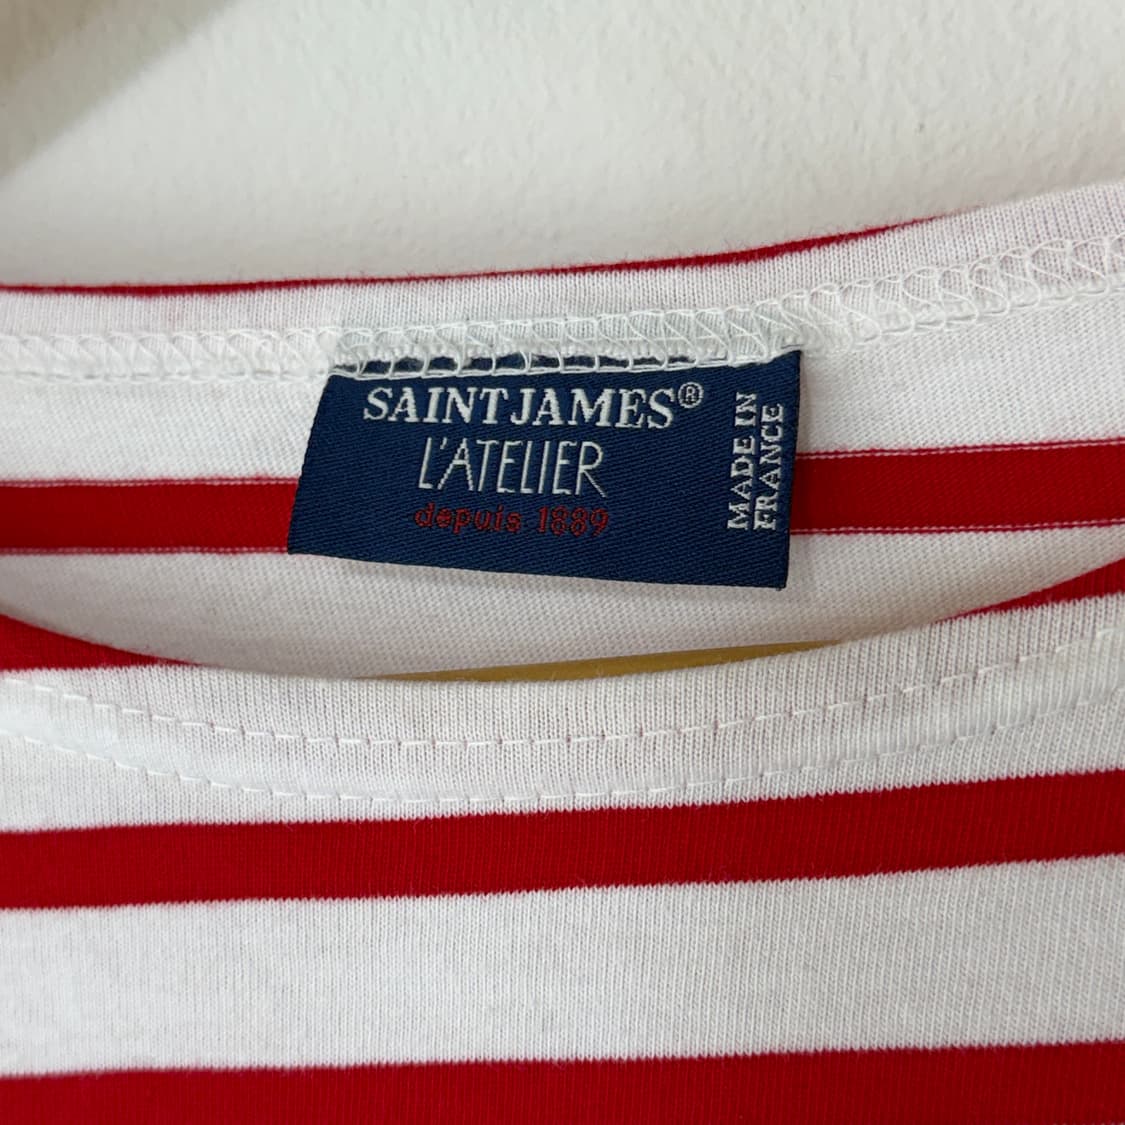 SAINT JAMES®
L'ATELIER
depuis 1889
MADE IN
FRANCE